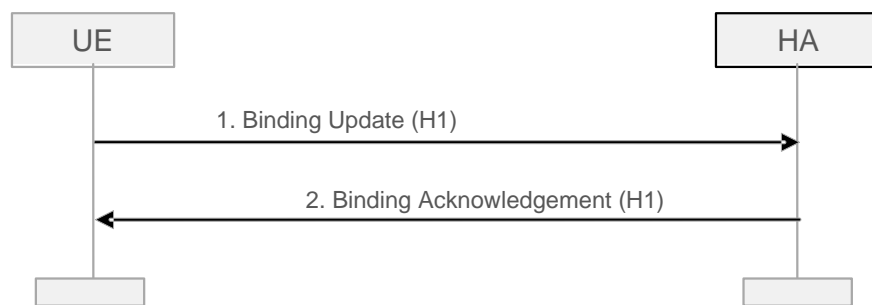 UE
HA
1. Binding Update (H1)
2. Binding Acknowledgement (H1)